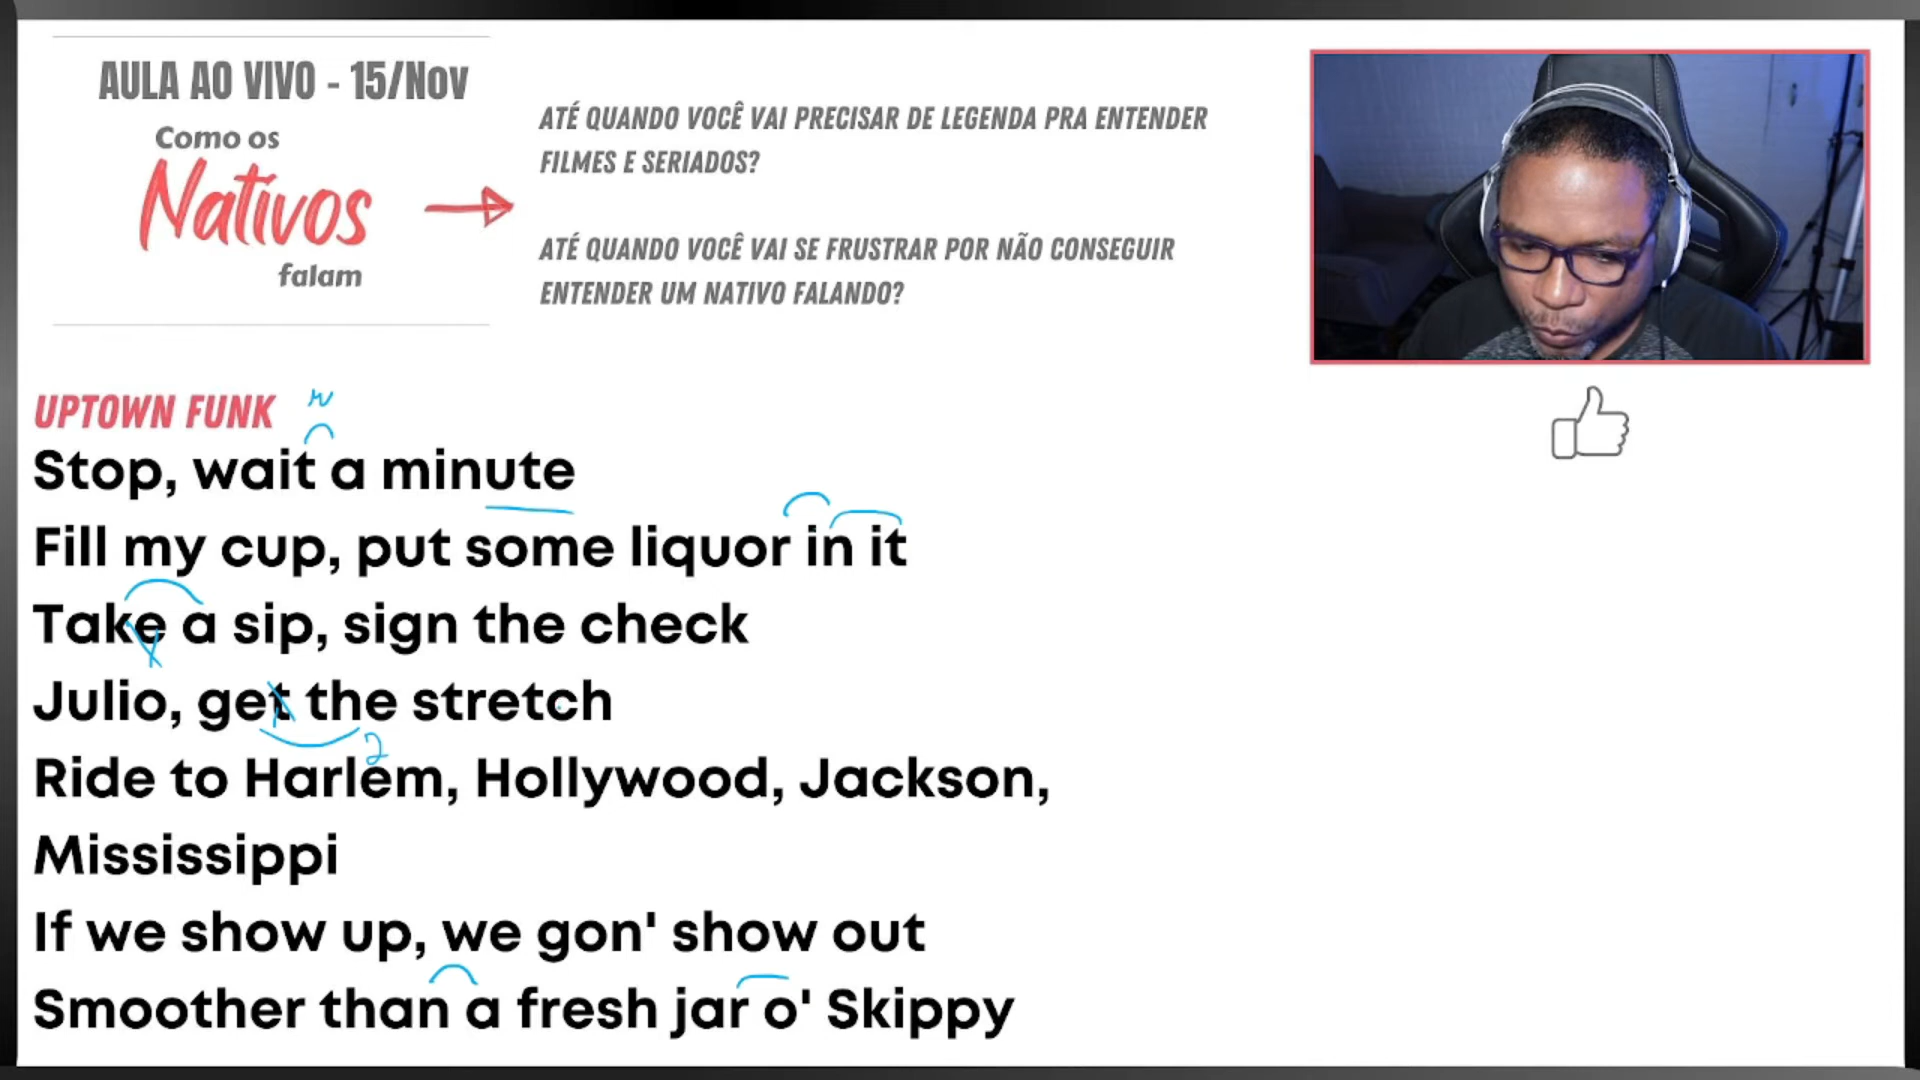 AULA AO VIVO - 15/Nov
Como os
Nativos
falam
ATÉ QUANDO VOCÊ VAI PRECISAR DE LEGENDA PRA ENTENDER
FILMES E SERIADOS?
ATÉ QUANDO VOCÊ VAI SE FRUSTRAR POR NÃO CONSEGUIR
ENTENDER UM NATIVO FALANDO?
UPTOWN FUNK
Stop, wait a minute
Fill my cup, put some liquor in it
Take a sip, sign the check
Julio, get the stretch
Ride to Harlem, Hollywood, Jackson,
Mississippi
If we show up, we gon' show out
Smoother than a fresh jar o' Skippy